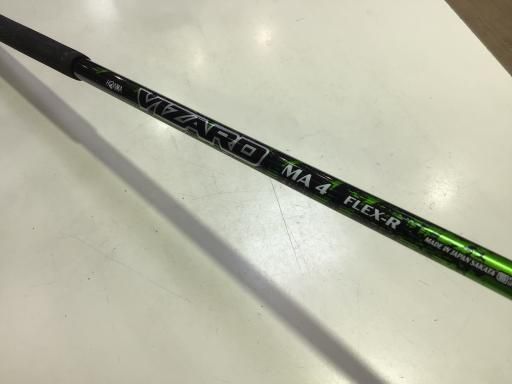 HONMA
VIZARD
MA 4 FLEX-R
MADE IN JAPAN SAKATA